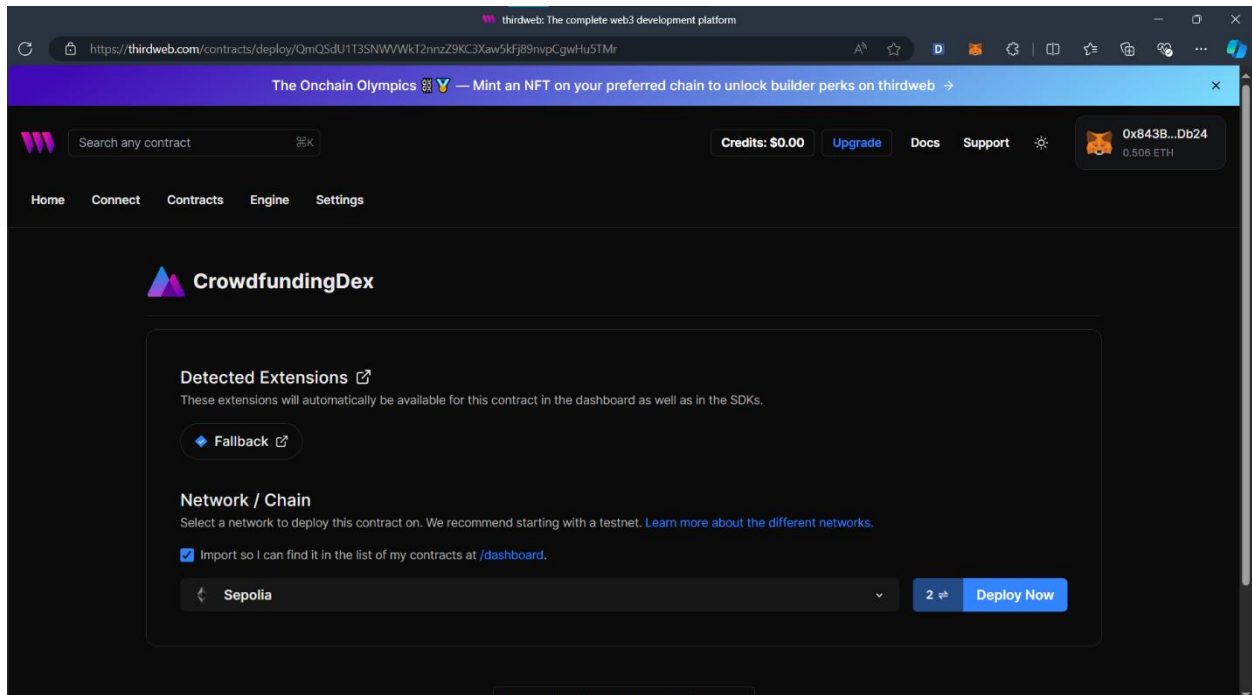 thirdweb: The complete web3 development platform
https://thirdweb.com/contracts/deploy/QmQSdU1T3SNWVWkT2nnzZ9KC3Xaw5kFj89nvpCgwHu5TMr
The Onchain Olympics ⛓️🏅 — Mint an NFT on your preferred chain to unlock builder perks on thirdweb →
Search any contract ⌘K Credits: $0.00 Upgrade Docs Support 0x843B...Db24
0.506 ETH
Home Connect Contracts Engine Settings
CrowdfundingDex
Detected Extensions
These extensions will automatically be available for this contract in the dashboard as well as in the SDKs.
Fallback
Network / Chain
Select a network to deploy this contract on. We recommend starting with a testnet. Learn more about the different networks.
Import so I can find it in the list of my contracts at /dashboard.
Sepolia 2 ⇌ Deploy Now